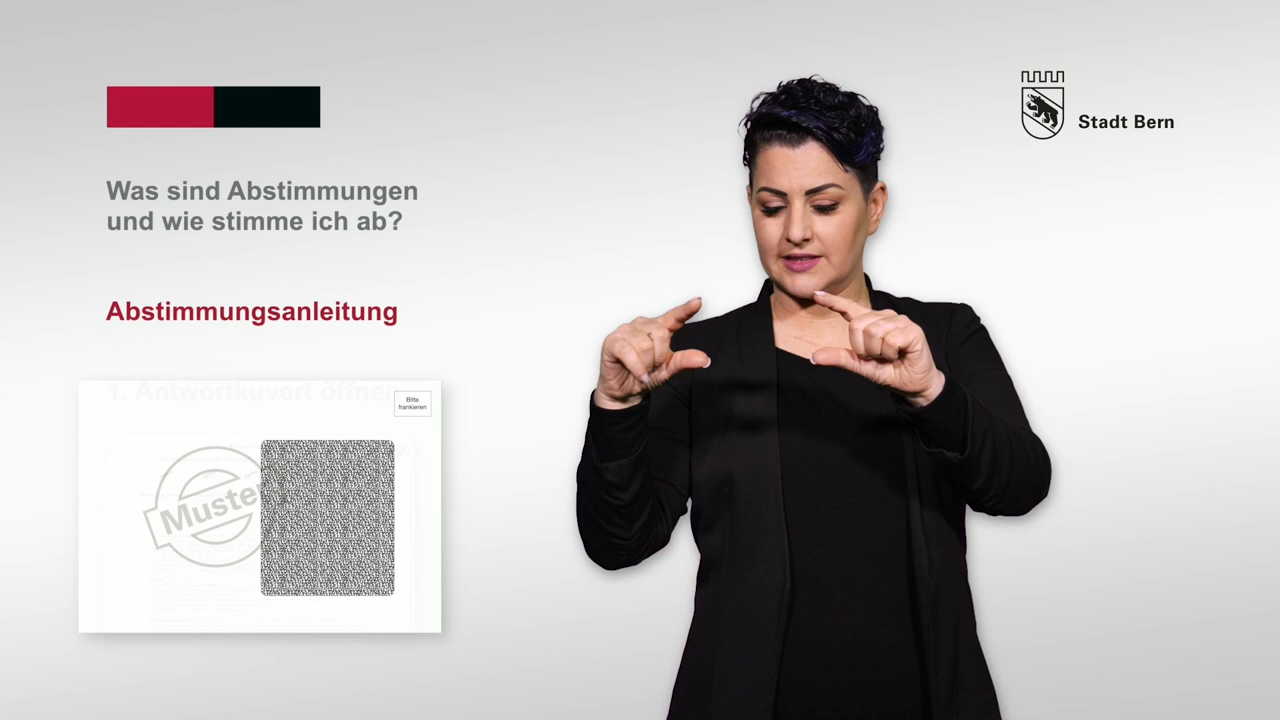 Stadt Bern
Was sind Abstimmungen
und wie stimme ich ab?
Abstimmungsanleitung
1. Antwortkuvert öffnen
Bitte
frankieren
Muster